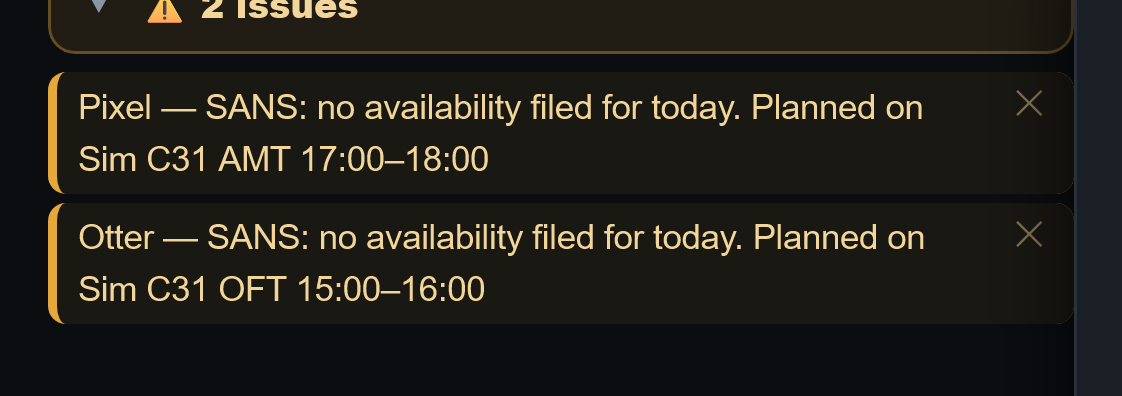 2 Issues
Pixel — SANS: no availability filed for today. Planned on
Sim C31 AMT 17:00–18:00
Otter — SANS: no availability filed for today. Planned on
Sim C31 OFT 15:00–16:00